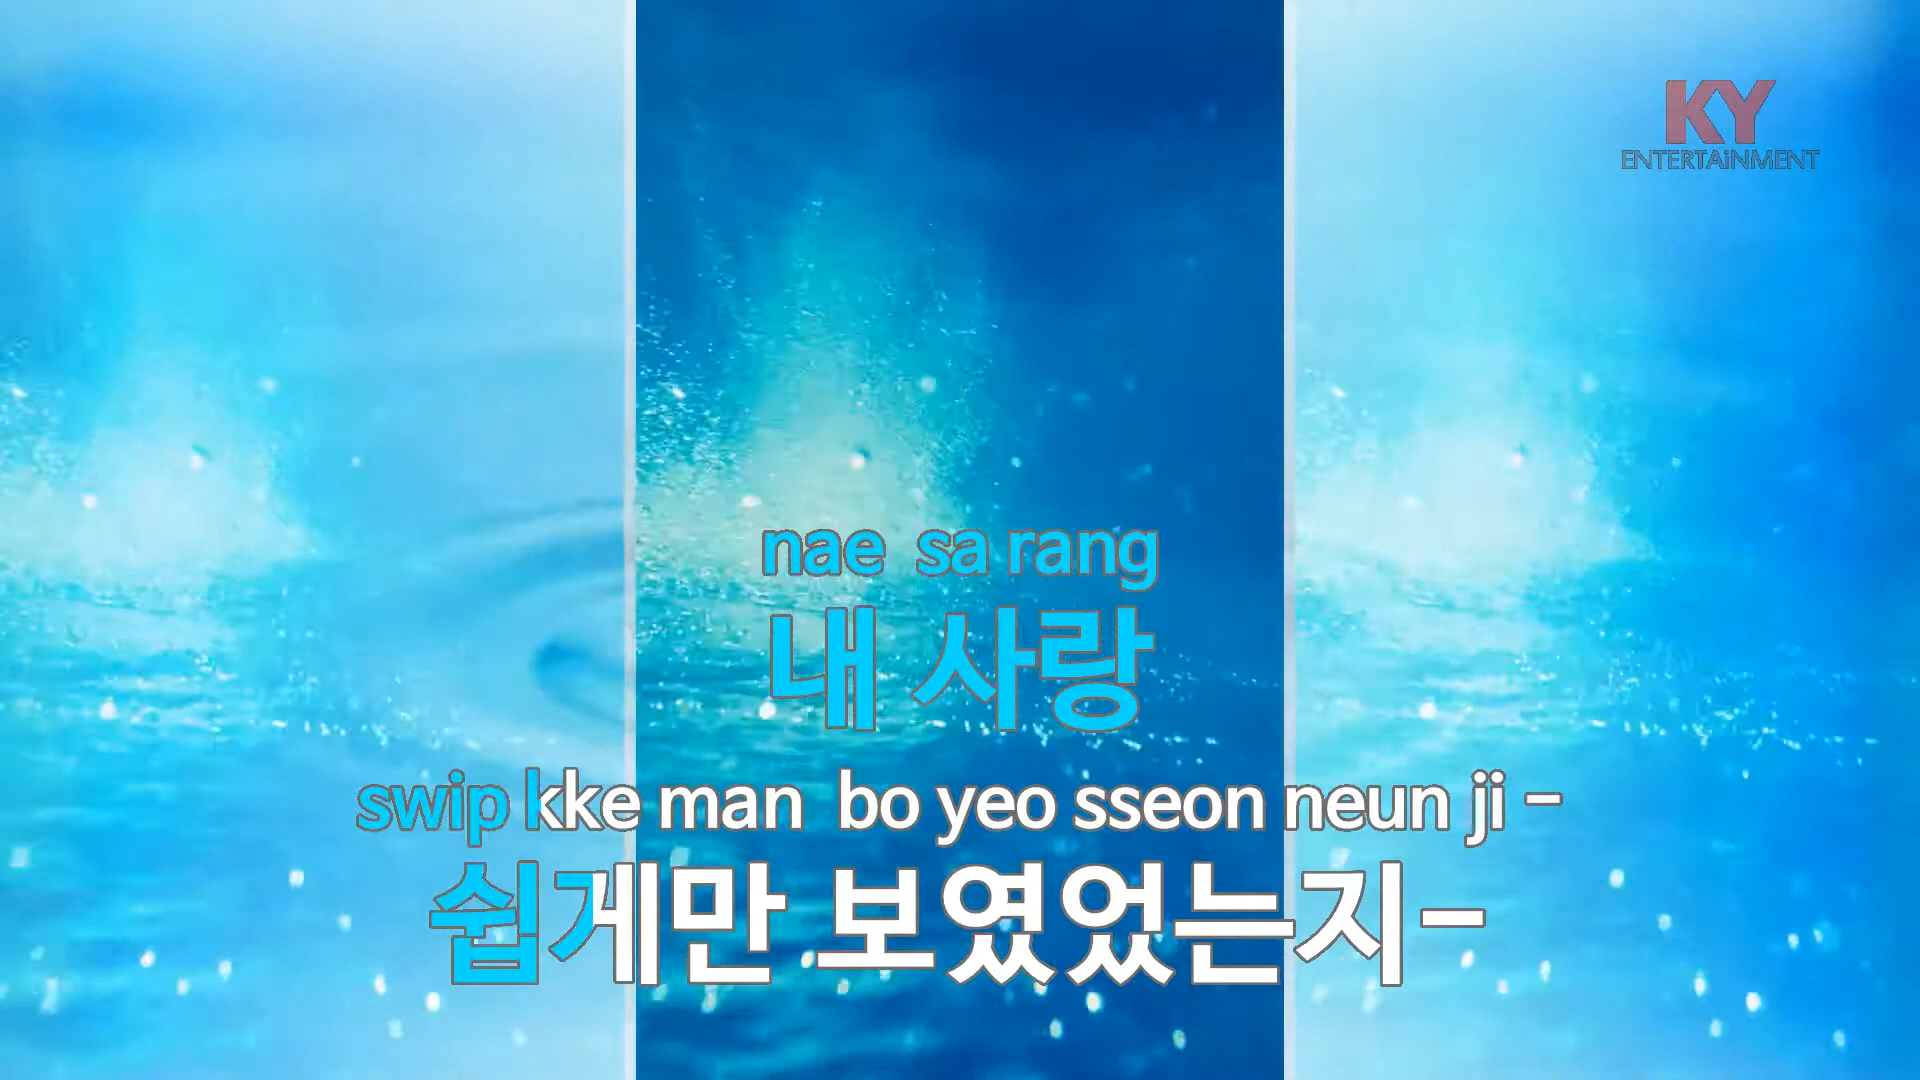 KY
ENTERTAiNMENT
nae sa rang
내 사랑
swip kke man bo yeo sseon neun ji -
쉽게만 보였었는지-